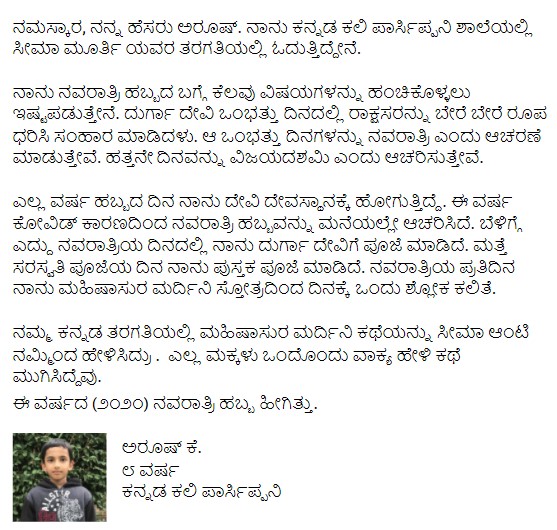 ನಮಸ್ಕಾರ, ನನ್ನ ಹೆಸರು ಅರೂಷ್. ನಾನು ಕನ್ನಡ ಕಲಿ ಪಾರ್ಸಿಪ್ಪನಿ ಶಾಲೆಯಲ್ಲಿ
ಸೀಮಾ ಮೂರ್ತಿ ಯವರ ತರಗತಿಯಲ್ಲಿ ಓದುತ್ತಿದ್ದೇನೆ.
ನಾನು ನವರಾತ್ರಿ ಹಬ್ಬದ ಬಗ್ಗೆ ಕೆಲವು ವಿಷಯಗಳನ್ನು ಹಂಚಿಕೊಳ್ಳಲು
ಇಷ್ಟಪಡುತ್ತೇನೆ. ದುರ್ಗಾ ದೇವಿ ಒಂಭತ್ತು ದಿನದಲ್ಲಿ ರಾಕ್ಷಸರನ್ನು ಬೇರೆ ಬೇರೆ ರೂಪ
ಧರಿಸಿ ಸಂಹಾರ ಮಾಡಿದಳು. ಆ ಒಂಭತ್ತು ದಿನಗಳನ್ನು ನವರಾತ್ರಿ ಎಂದು ಆಚರಣೆ
ಮಾಡುತ್ತೇವೆ. ಹತ್ತನೇ ದಿನವನ್ನು ವಿಜಯದಶಮಿ ಎಂದು ಆಚರಿಸುತ್ತೇವೆ.
ಎಲ್ಲ ವರ್ಷ ಹಬ್ಬದ ದಿನ ನಾನು ದೇವಿ ದೇವಸ್ಥಾನಕ್ಕೆ ಹೋಗುತ್ತಿದ್ದೆ. ಈ ವರ್ಷ
ಕೋವಿಡ್ ಕಾರಣದಿಂದ ನವರಾತ್ರಿ ಹಬ್ಬವನ್ನು ಮನೆಯಲ್ಲೇ ಆಚರಿಸಿದೆ. ಬೆಳಿಗ್ಗೆ
ಎದ್ದು ನವರಾತ್ರಿಯ ದಿನದಲ್ಲಿ ನಾನು ದುರ್ಗಾ ದೇವಿಗೆ ಪೂಜೆ ಮಾಡಿದೆ. ಮತ್ತೆ
ಸರಸ್ವತಿ ಪೂಜೆಯ ದಿನ ನಾನು ಪುಸ್ತಕ ಪೂಜೆ ಮಾಡಿದೆ. ನವರಾತ್ರಿಯ ಪ್ರತಿದಿನ
ನಾನು ಮಹಿಷಾಸುರ ಮರ್ದಿನಿ ಸ್ತೋತ್ರದಿಂದ ದಿನಕ್ಕೆ ಒಂದು ಶ್ಲೋಕ ಕಲಿತೆ.
ನಮ್ಮ ಕನ್ನಡ ತರಗತಿಯಲ್ಲಿ ಮಹಿಷಾಸುರ ಮರ್ದಿನಿ ಕಥೆಯನ್ನು ಸೀಮಾ ಆಂಟಿ
ನಮ್ಮಿಂದ ಹೇಳಿಸಿದ್ರು . ಎಲ್ಲ ಮಕ್ಕಳು ಒಂದೊಂದು ವಾಕ್ಯ ಹೇಳಿ ಕಥೆ
ಮುಗಿಸಿದ್ವೆವು.
ಈ ವರ್ಷದ (೨೦೨೦) ನವರಾತ್ರಿ ಹಬ್ಬ ಹೀಗಿತ್ತು.
ಅರೂಷ್ ಕೆ.
೮ ವರ್ಷ
ಕನ್ನಡ ಕಲಿ ಪಾರ್ಸಿಪ್ಪನಿ